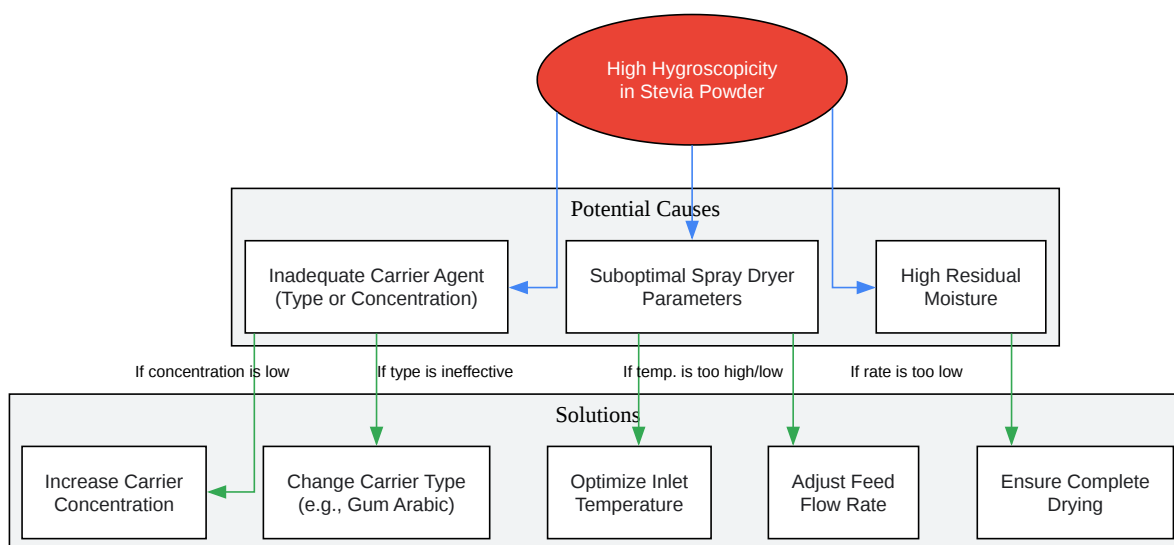 High Hygroscopicity
in Stevia Powder
Potential Causes
Inadequate Carrier Agent
(Type or Concentration)
Suboptimal Spray Dryer
Parameters
High Residual
Moisture
If concentration is low
If type is ineffective
If temp. is too high/low
If rate is too low
Solutions
Increase Carrier
Concentration
Change Carrier Type
(e.g., Gum Arabic)
Optimize Inlet
Temperature
Adjust Feed
Flow Rate
Ensure Complete
Drying